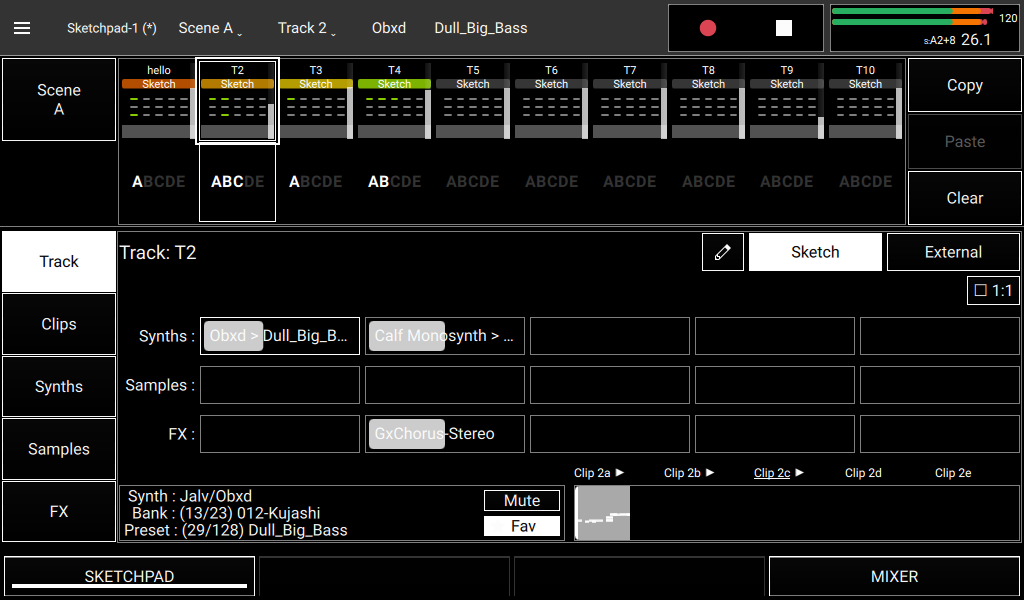 Sketchpad-1 (*) Scene A Track 2 Obxd Dull_Big_Bass
120
s:A2+8 26.1
Scene
A
hello T2 T3 T4 T5 T6 T7 T8 T9 T10
Sketch Sketch Sketch Sketch Sketch Sketch Sketch Sketch Sketch Sketch
ABCDE ABCDE ABCDE ABCDE ABCDE ABCDE ABCDE ABCDE ABCDE ABCDE
Copy
Paste
Clear
Track
Clips
Synths
Samples
FX
Track: T2
Sketch
External
1:1
Synths : Obxd > Dull_Big_B... Calf Monosynth > ...
Samples :
FX : GxChorus-Stereo
Clip 2a Clip 2b Clip 2c Clip 2d Clip 2e
Synth : Jalv/Obxd
Bank : (13/23) 012-Kujashi
Preset : (29/128) Dull_Big_Bass
Mute
Fav
SKETCHPAD
MIXER